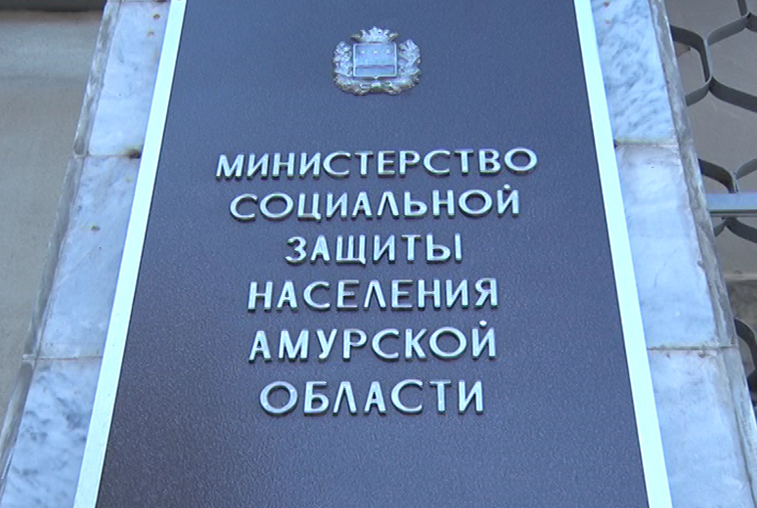 МИНИСТЕРСТВО
СОЦИАЛЬНОЙ
ЗАЩИТЫ
НАСЕЛЕНИЯ
АМУРСКОЙ
ОБЛАСТИ